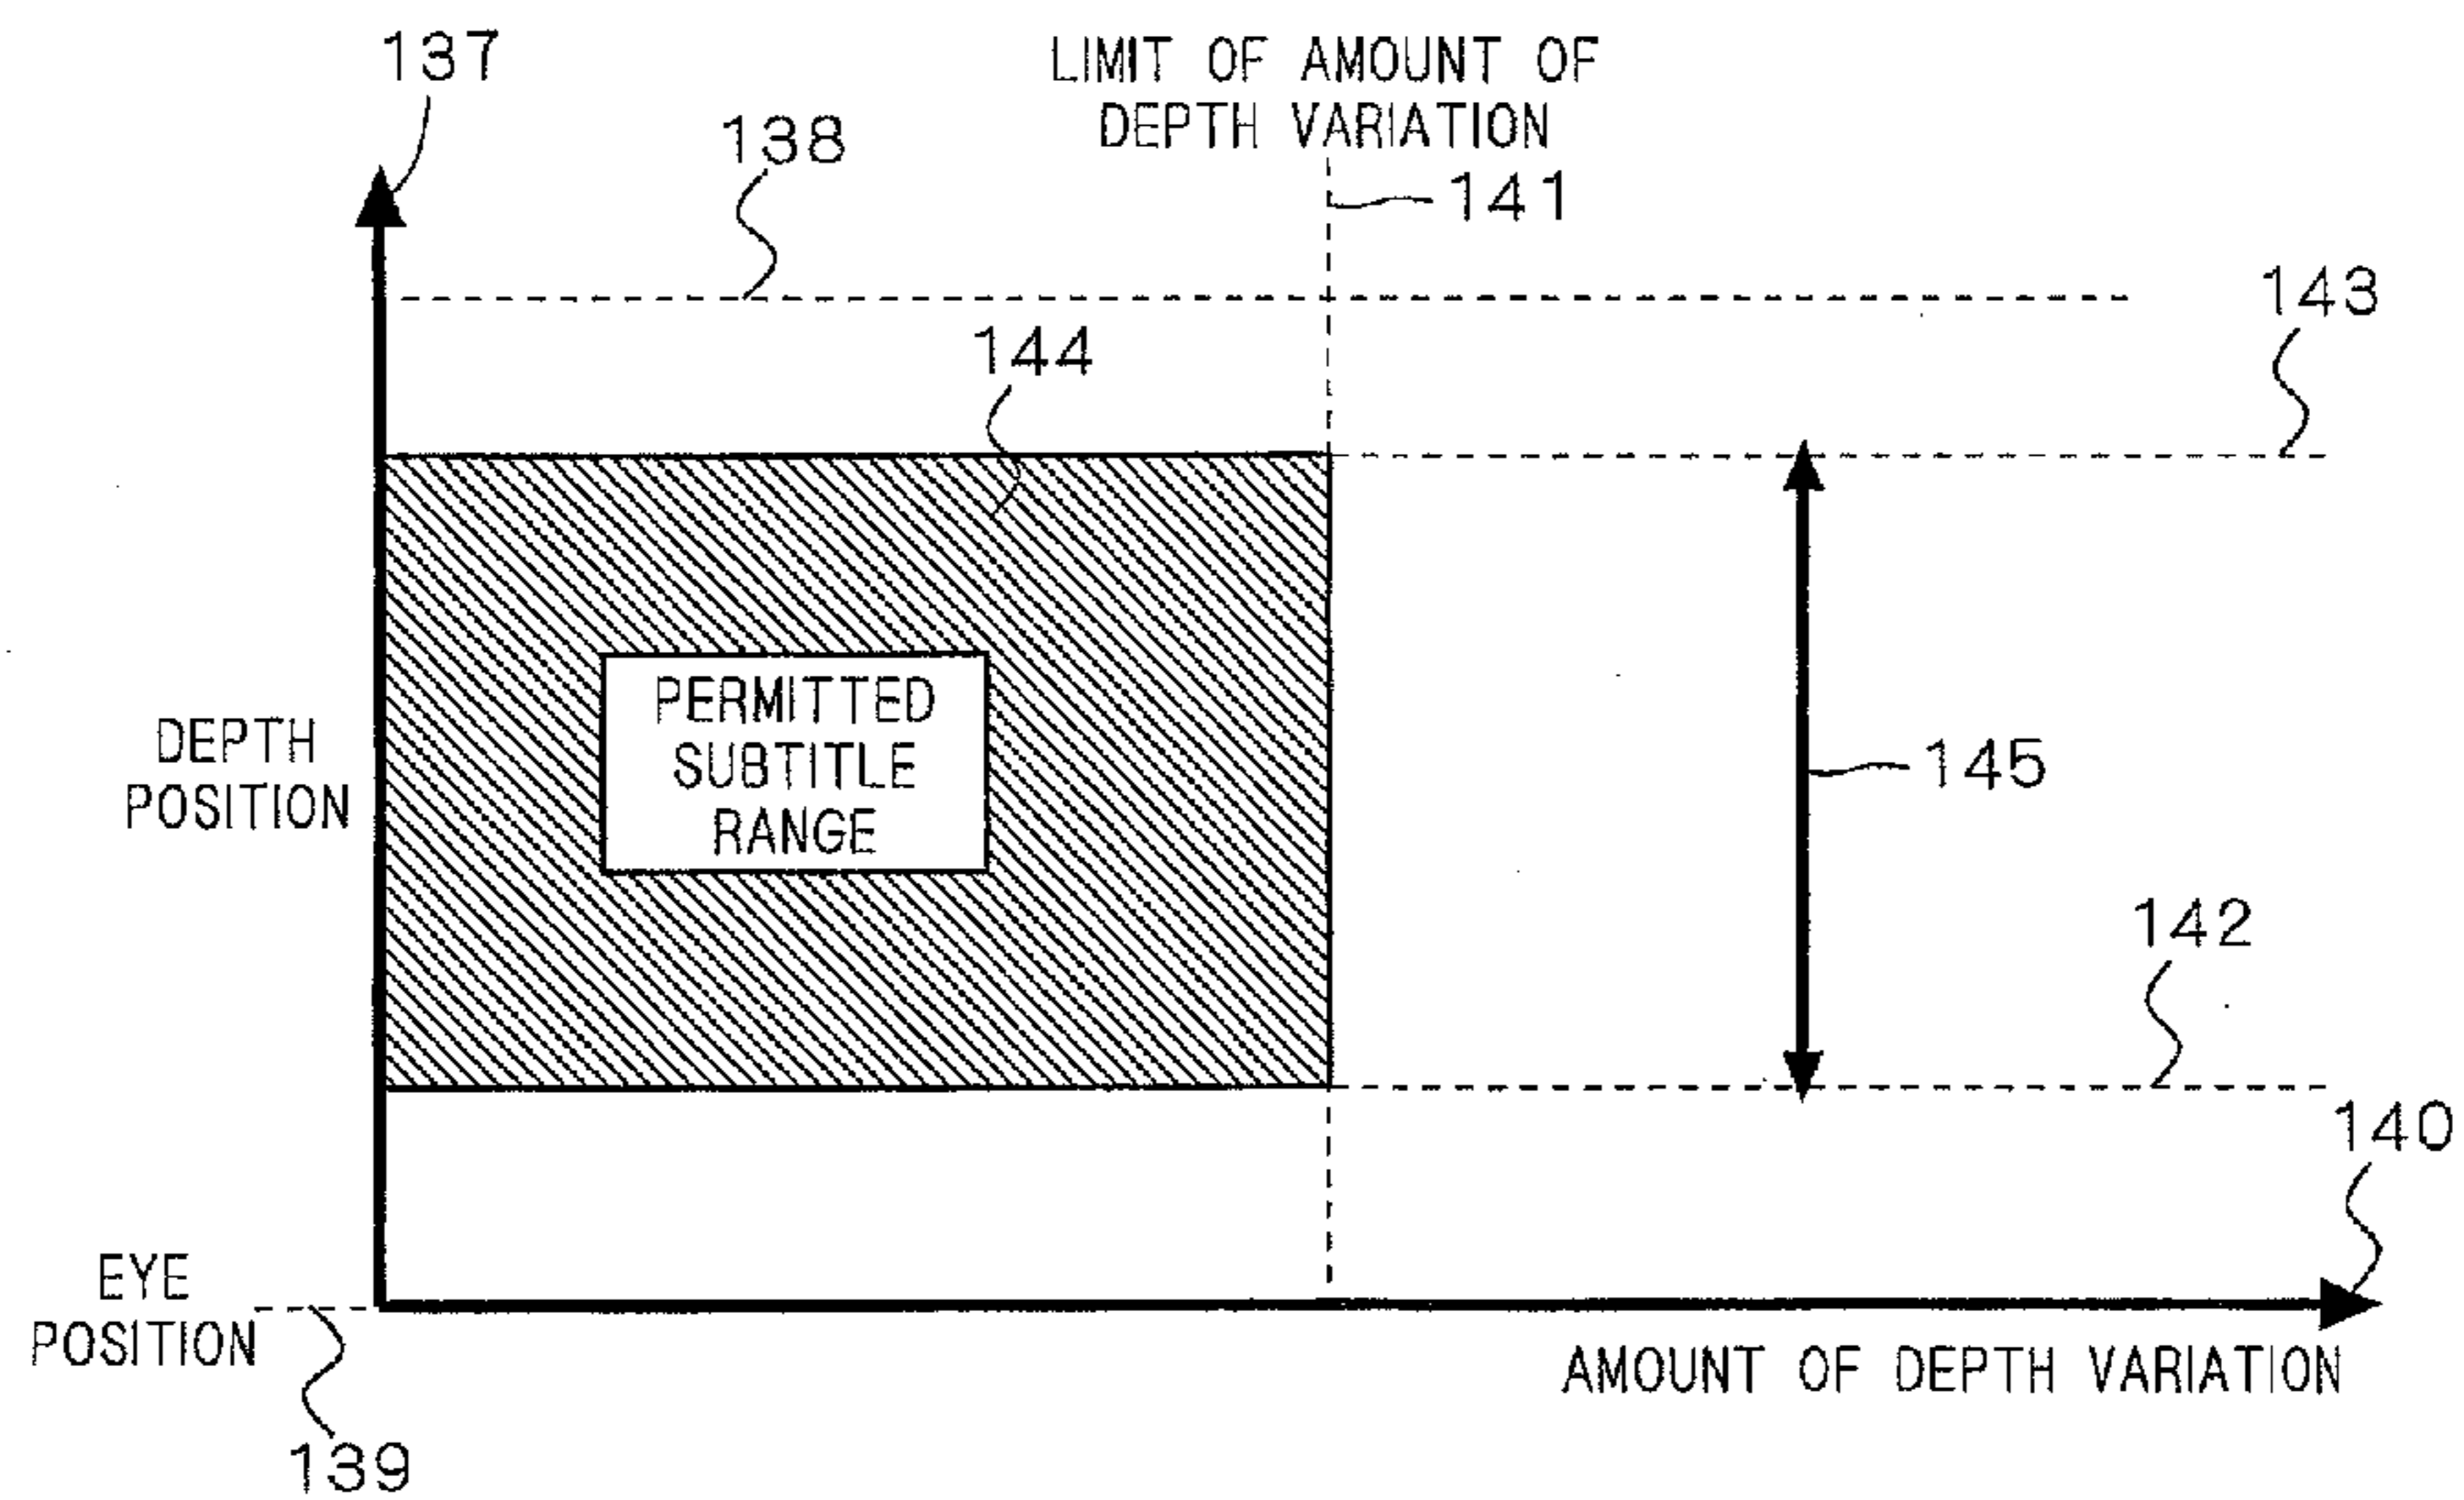 137
LIMIT OF AMOUNT OF
DEPTH VARIATION
138
141
143
144
PERMITTED
SUBTITLE
RANGE
DEPTH
POSITION
145
142
140
EYE
POSITION
AMOUNT OF DEPTH VARIATION
139